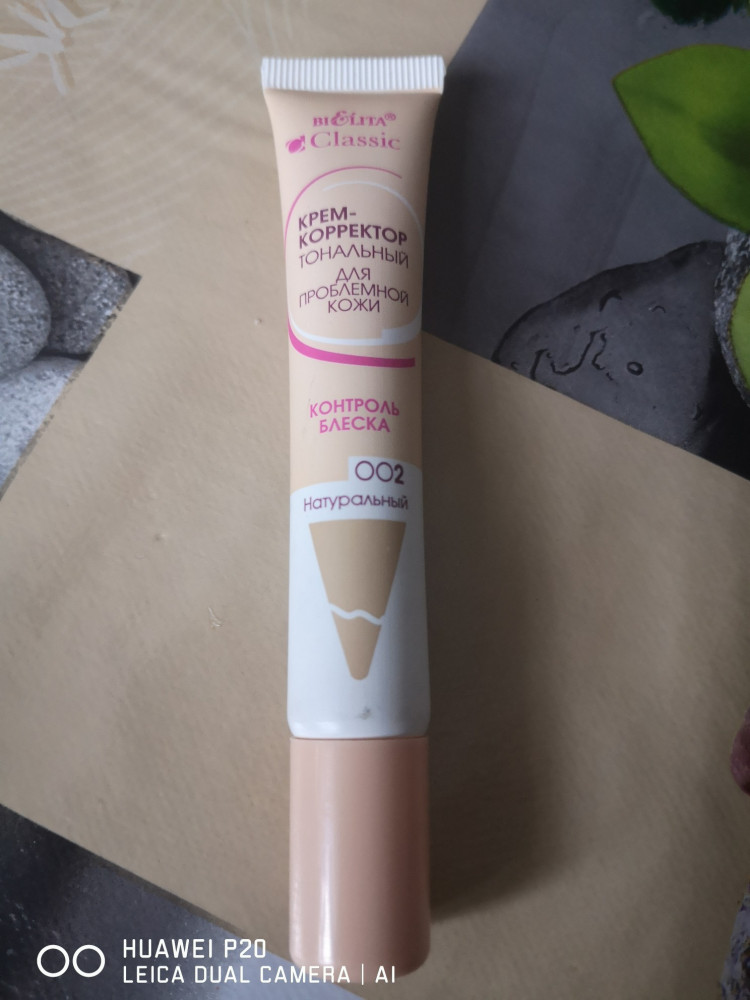 BIELITA®
Classic
КРЕМ-
КОРРЕКТОР
ТОНАЛЬНЫЙ
ДЛЯ
ПРОБЛЕМНОЙ
КОЖИ
КОНТРОЛЬ
БЛЕСКА
002
Натуральный
HUAWEI P20
LEICA DUAL CAMERA | AI